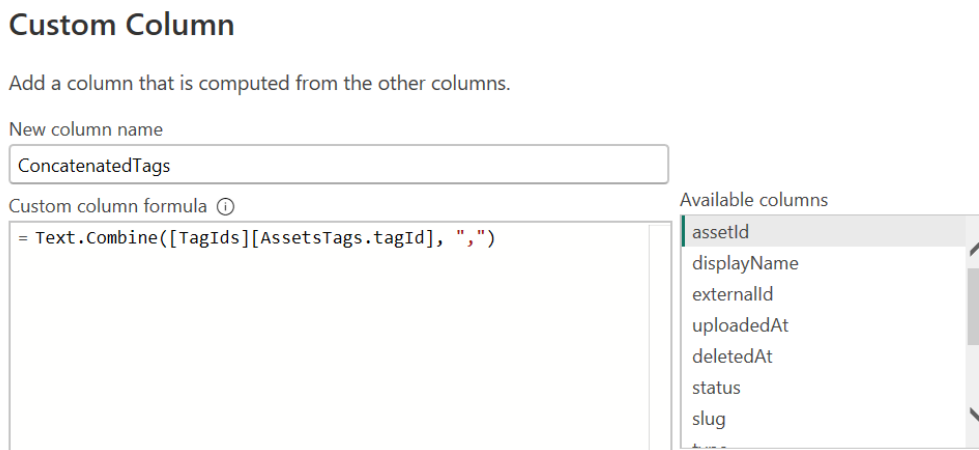 Custom Column
Add a column that is computed from the other columns.
New column name
ConcatenatedTags
Custom column formula
= Text.Combine([TagIds][AssetsTags.tagId], ",")
Available columns
assetId
displayName
externalId
uploadedAt
deletedAt
status
slug